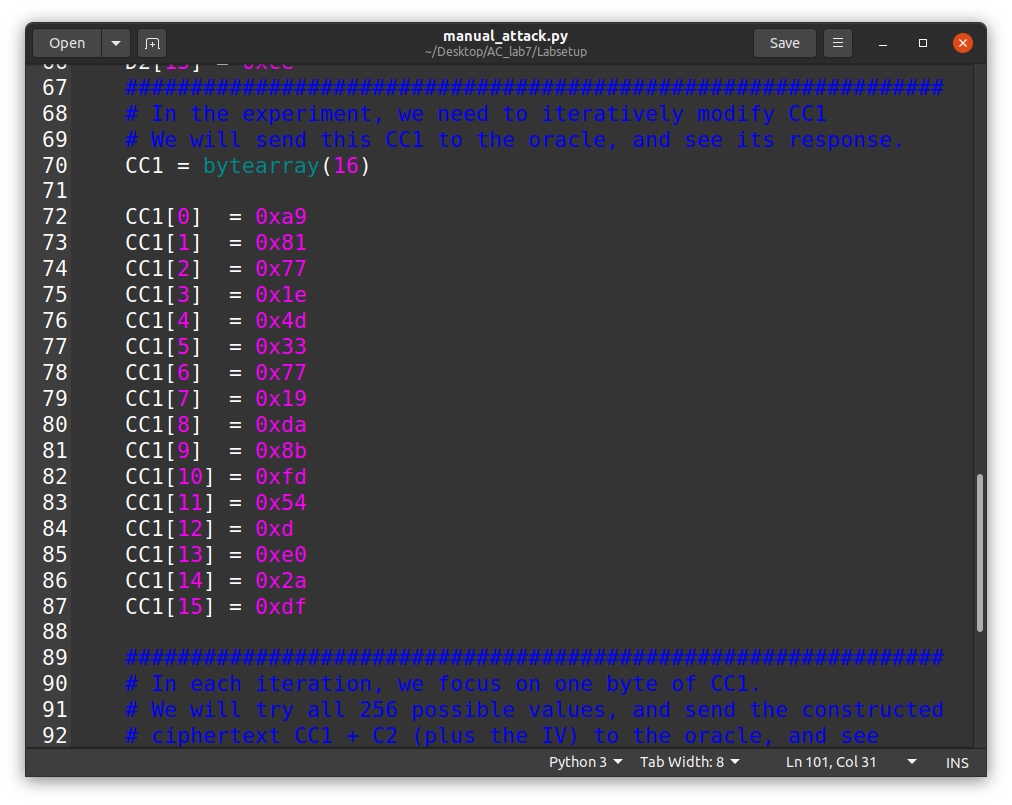 Open
manual_attack.py
~/Desktop/AC_lab7/Labsetup
Save
67 ###############################################################
68 # In the experiment, we need to iteratively modify CC1
69 # We will send this CC1 to the oracle, and see its response.
70 CC1 = bytearray(16)
71
72 CC1[0]  = 0xa9
73 CC1[1]  = 0x81
74 CC1[2]  = 0x77
75 CC1[3]  = 0x1e
76 CC1[4]  = 0x4d
77 CC1[5]  = 0x33
78 CC1[6]  = 0x77
79 CC1[7]  = 0x19
80 CC1[8]  = 0xda
81 CC1[9]  = 0x8b
82 CC1[10] = 0xfd
83 CC1[11] = 0x54
84 CC1[12] = 0xd
85 CC1[13] = 0xe0
86 CC1[14] = 0x2a
87 CC1[15] = 0xdf
88
89 ###############################################################
90 # In each iteration, we focus on one byte of CC1.
91 # We will try all 256 possible values, and send the constructed
92 # ciphertext CC1 + C2 (plus the IV) to the oracle, and see
Python 3 Tab Width: 8 Ln 101, Col 31 INS